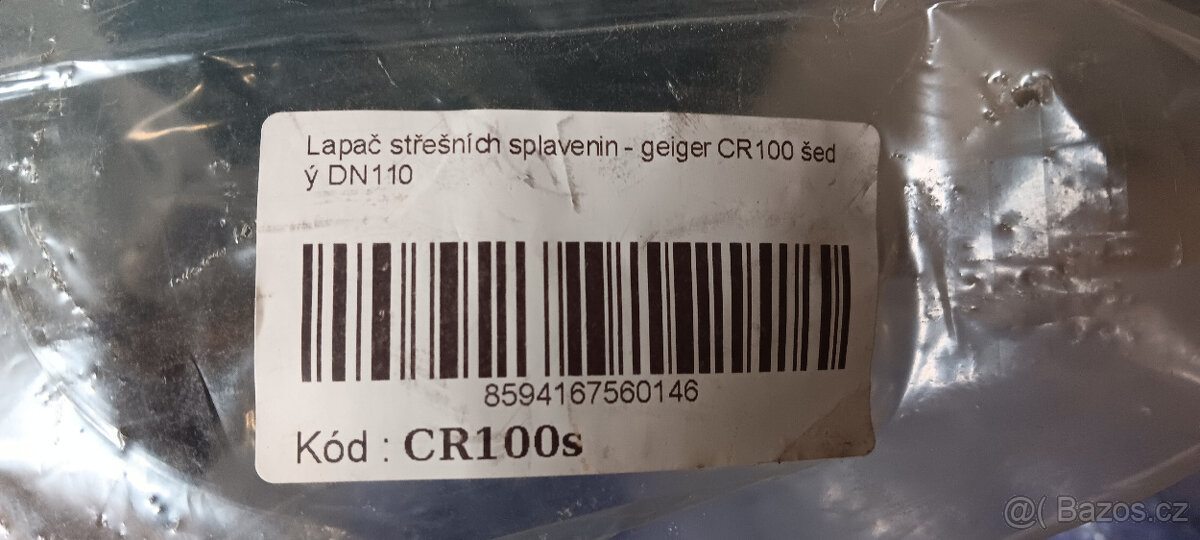 Lapač střešních splavenin - geiger CR100 šed
ý DN110
8594167560146
Kód : CR100s
@( Bazos.cz